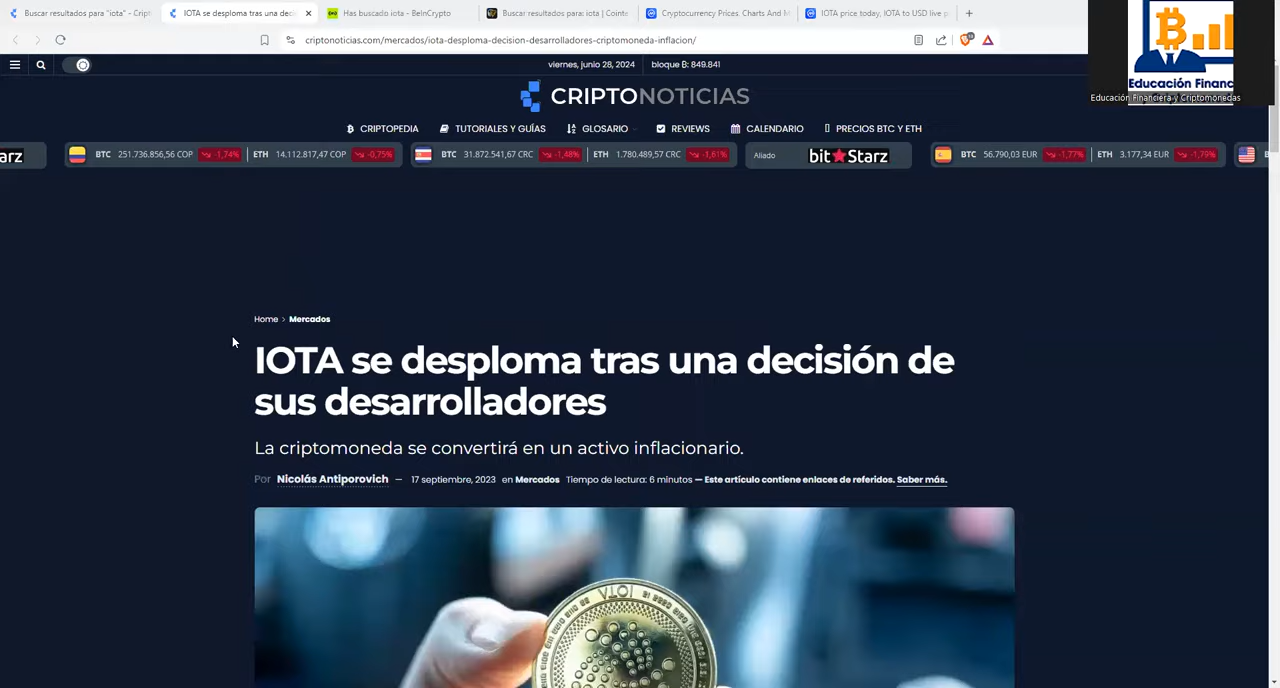 Buscar resultados para "iota" - Cript
IOTA se desploma tras una deci
Has buscado iota - BeInCrypto
Buscar resultados para: iota | Cointe
Cryptocurrency Prices, Charts And M
IOTA price today, IOTA to USD live p
criptonoticias.com/mercados/iota-desploma-decision-desarrolladores-criptomoneda-inflacion/
Educación Financ
Educación Financiera y Criptomonedas
viernes, junio 28, 2024
bloque ₿: 849.841
CRIPTONOTICIAS
CRIPTOPEDIA
TUTORIALES Y GUÍAS
GLOSARIO
REVIEWS
CALENDARIO
PRECIOS BTC Y ETH
arz
BTC 251.736.856,56 COP -1,74% ETH 14.112.817,47 COP -0,75%
BTC 31.872.541,67 CRC -1,48% ETH 1.780.489,57 CRC -1,61%
Aliado bitStarz
BTC 56.790,03 EUR -1,77% ETH 3.177,34 EUR -1,79%
Home > Mercados
IOTA se desploma tras una decisión de
sus desarrolladores
La criptomoneda se convertirá en un activo inflacionario.
Por Nicolás Antiporovich — 17 septiembre, 2023 en Mercados Tiempo de lectura: 6 minutos — Este artículo contiene enlaces de referidos. Saber más.
IOTA